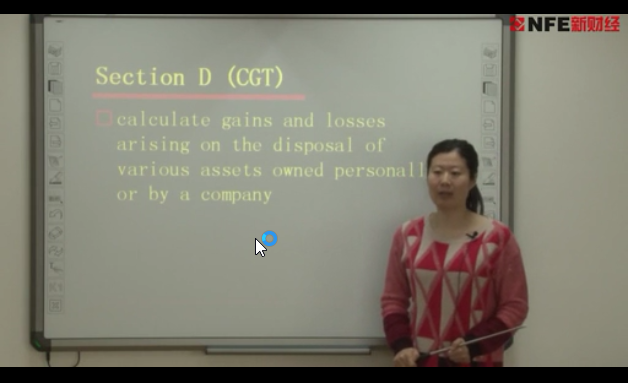 NFE新财经
Section D (CGT)
calculate gains and losses
arising on the disposal of
various assets owned personall
or by a company